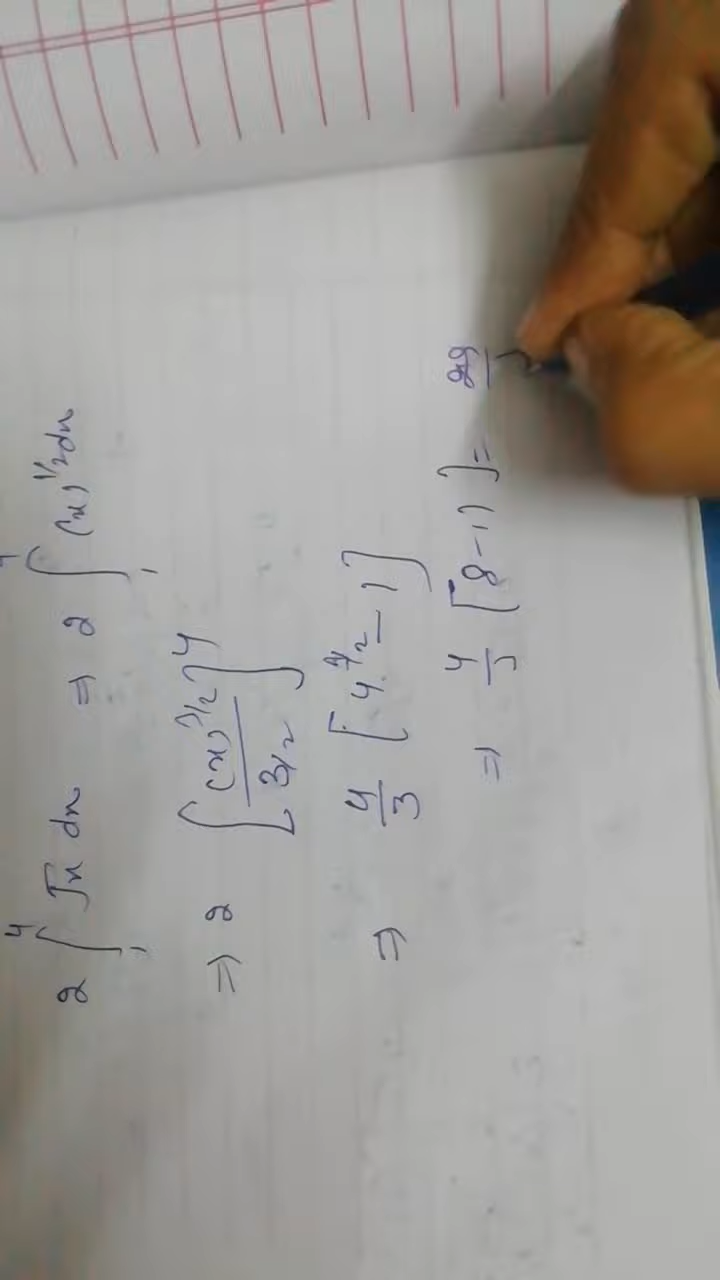 2 ∫₁⁴ √x dx ⇒ 2 ∫₁⁴ (x)^1/2 dx
⇒ 2 [(x)^3/2 / 3/2]⁴
⇒ 4/3 [4^3/2 - 1]
⇒ 4/3 [8-1] = 28/3